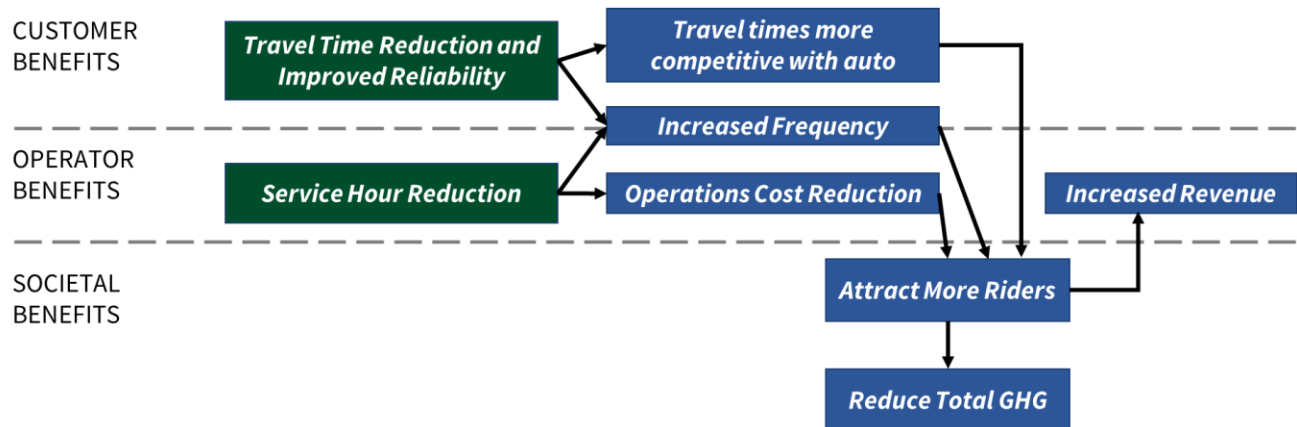 CUSTOMER
BENEFITS
Travel Time Reduction and
Improved Reliability
Travel times more
competitive with auto
Increased Frequency
OPERATOR
BENEFITS
Service Hour Reduction
Operations Cost Reduction
Increased Revenue
SOCIETAL
BENEFITS
Attract More Riders
Reduce Total GHG